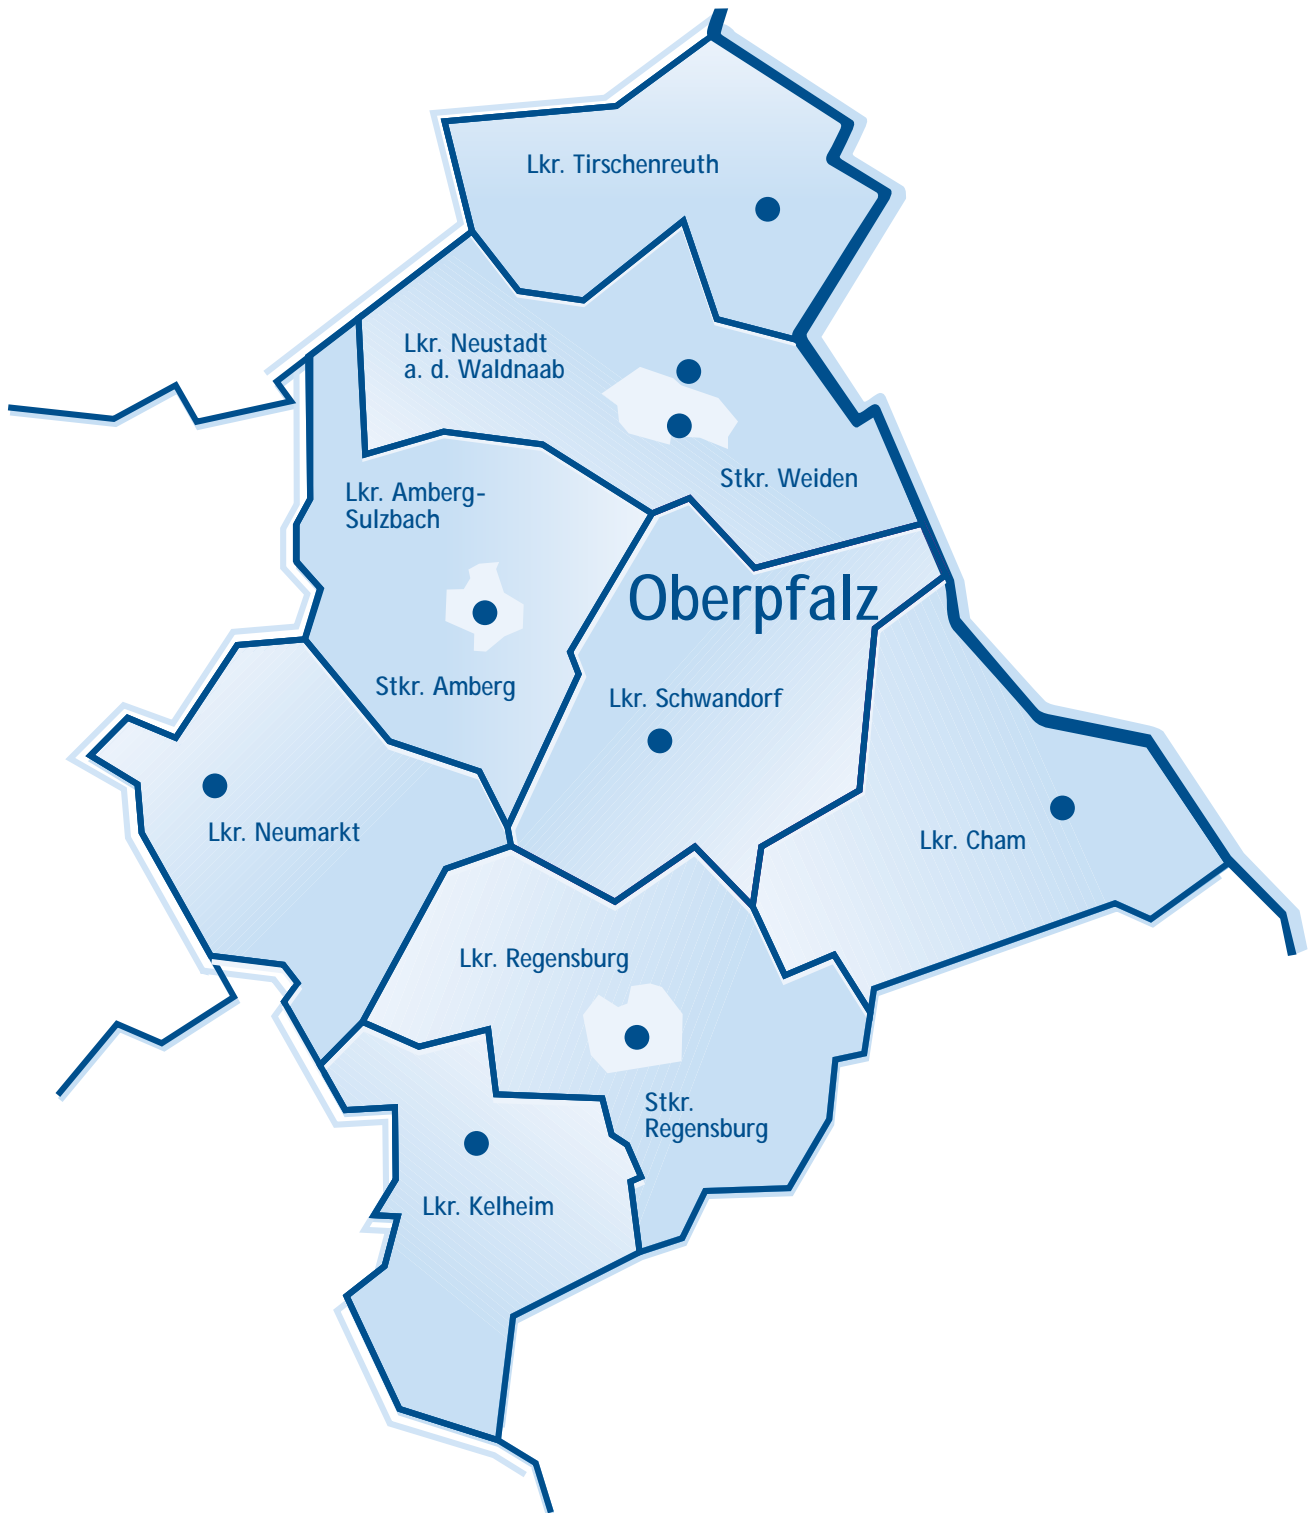 Lkr. Tirschenreuth
Lkr. Neustadt
a. d. Waldnaab
Stkr. Weiden
Lkr. Amberg-
Sulzbach
Oberpfalz
Stkr. Amberg
Lkr. Schwandorf
Lkr. Neumarkt
Lkr. Cham
Lkr. Regensburg
Stkr.
Regensburg
Lkr. Kelheim